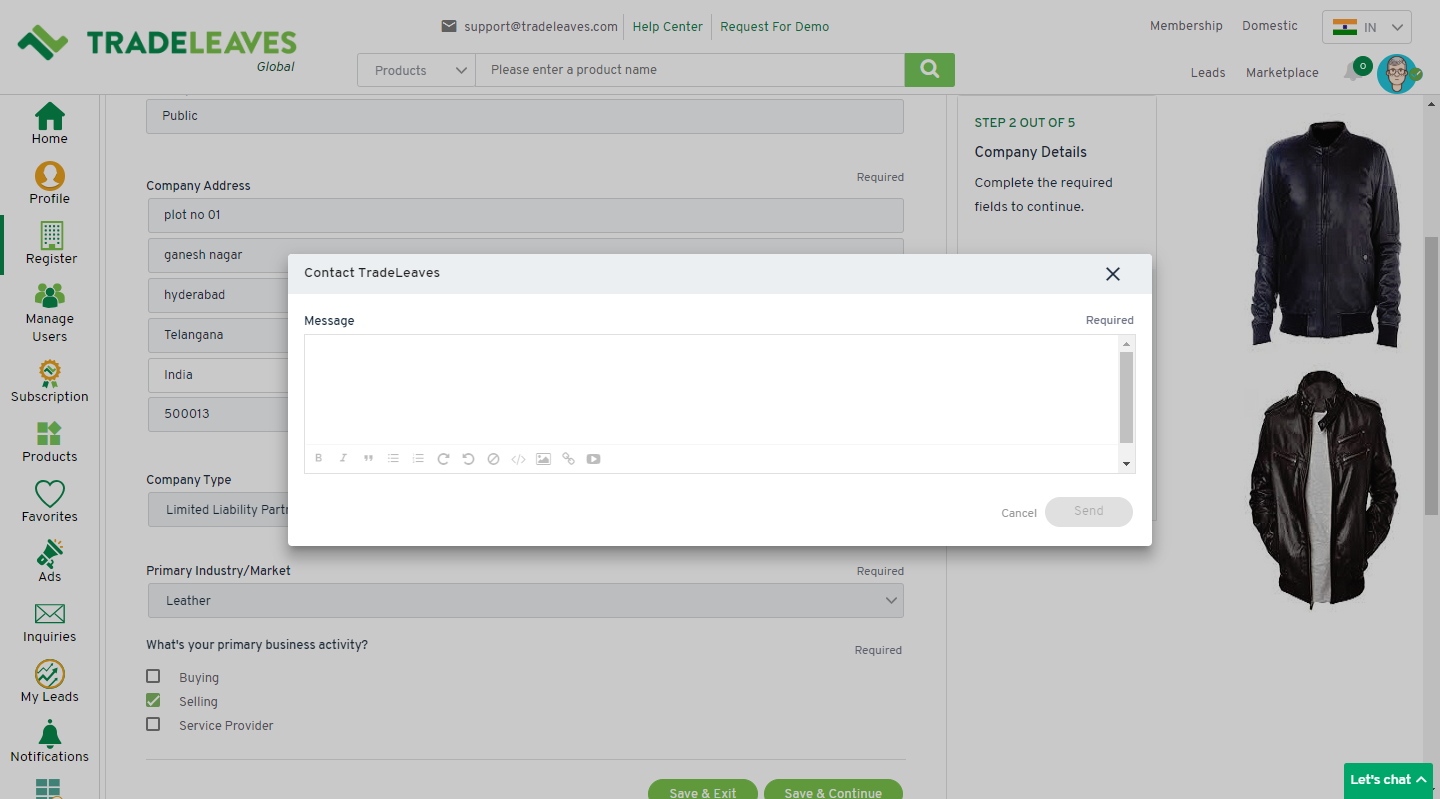 support@tradeleaves.com Help Center Request For Demo
Membership Domestic IN
TRADELEAVES
Global
Products
Please enter a product name
Leads Marketplace 0
Home
Profile
Register
Manage
Users
Subscription
Products
Favorites
Ads
Inquiries
My Leads
Notifications
Public
Company Address Required
plot no 01
ganesh nagar
hyderabad
Telangana
India
500013
Company Type
Limited Liability Part
Primary Industry/Market Required
Leather
What's your primary business activity? Required
Buying
Selling
Service Provider
Save & Exit Save & Continue
STEP 2 OUT OF 5
Company Details
Complete the required
fields to continue.
Contact TradeLeaves
Message Required
Cancel Send
Let's chat